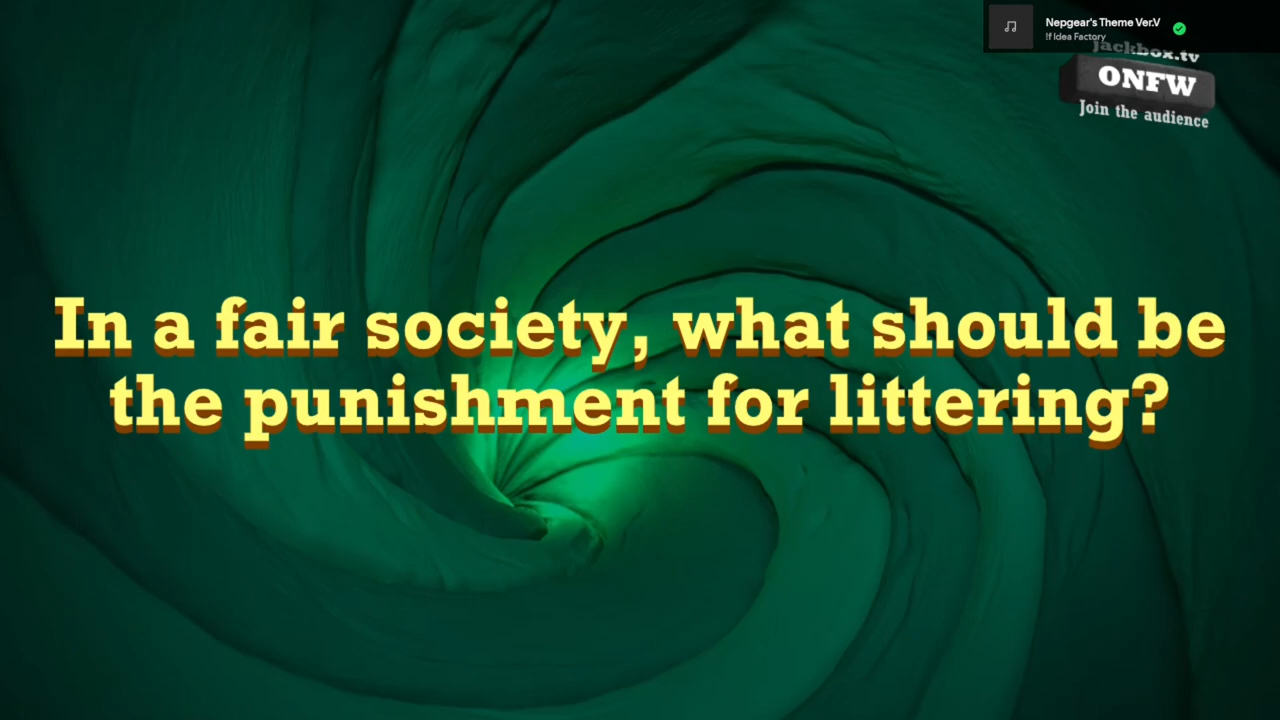 Nepgear's Theme Ver.V
!f Idea Factory
jackbox.tv
ONFW
Join the audience
In a fair society, what should be
the punishment for littering?